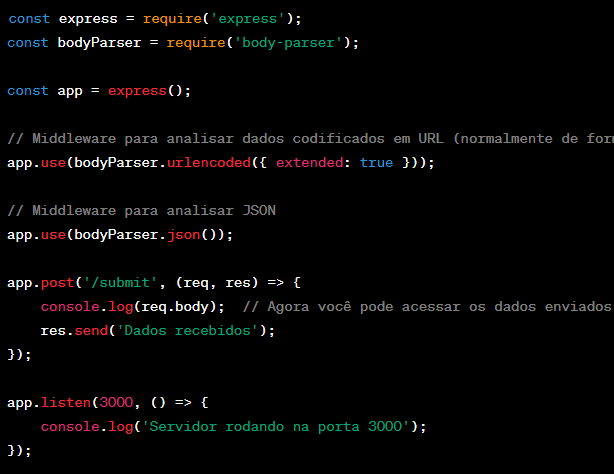 const express = require('express');
const bodyParser = require('body-parser');
const app = express();
// Middleware para analisar dados codificados em URL (normalmente de
app.use(bodyParser.urlencoded({ extended: true }));
// Middleware para analisar JSON
app.use(bodyParser.json());
app.post('/submit', (req, res) => {
    console.log(req.body);  // Agora você pode acessar os dados enviados
    res.send('Dados recebidos');
});
app.listen(3000, () => {
    console.log('Servidor rodando na porta 3000');
});